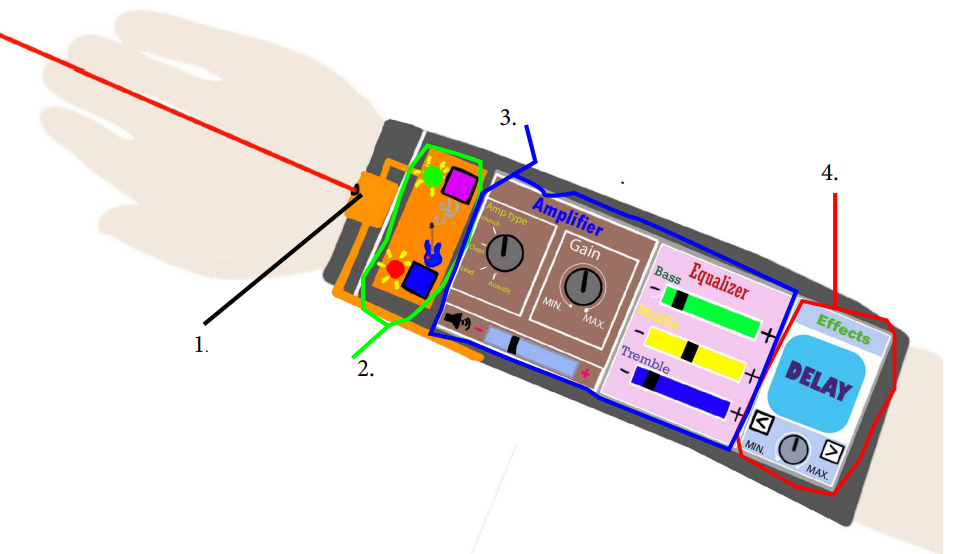 3.
4.
Amplifier
Amp type
Crunch
Clean
Lead
Acoustic
Gain
MIN.
MAX.
-
+
Equalizer
Bass
-
+
Middle
-
+
Tremble
-
+
Effects
DELAY
<
>
MIN.
MAX.
1.
2.